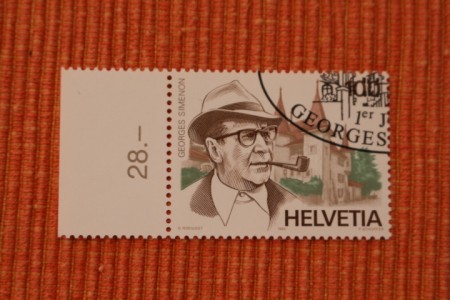 28.–
GEORGES SIMENON
1er J
GEORGES
HELVETIA